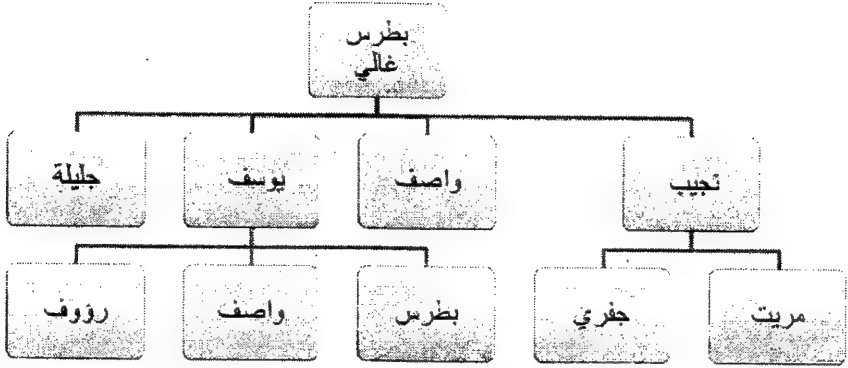 بطرس
غالي
نجيب
واصف
يوسف
جليلة
مريت
جفري
بطرس
واصف
رؤوف